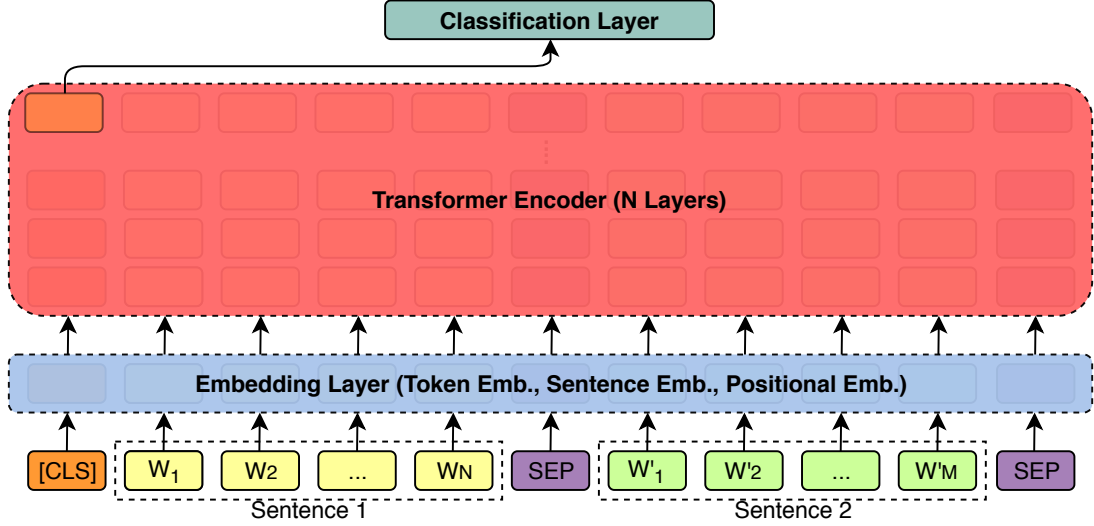 Classification Layer
Transformer Encoder (N Layers)
Embedding Layer (Token Emb., Sentence Emb., Positional Emb.)
[CLS] W1 W2 ... WN SEP W'1 W'2 ... W'M SEP
Sentence 1 Sentence 2